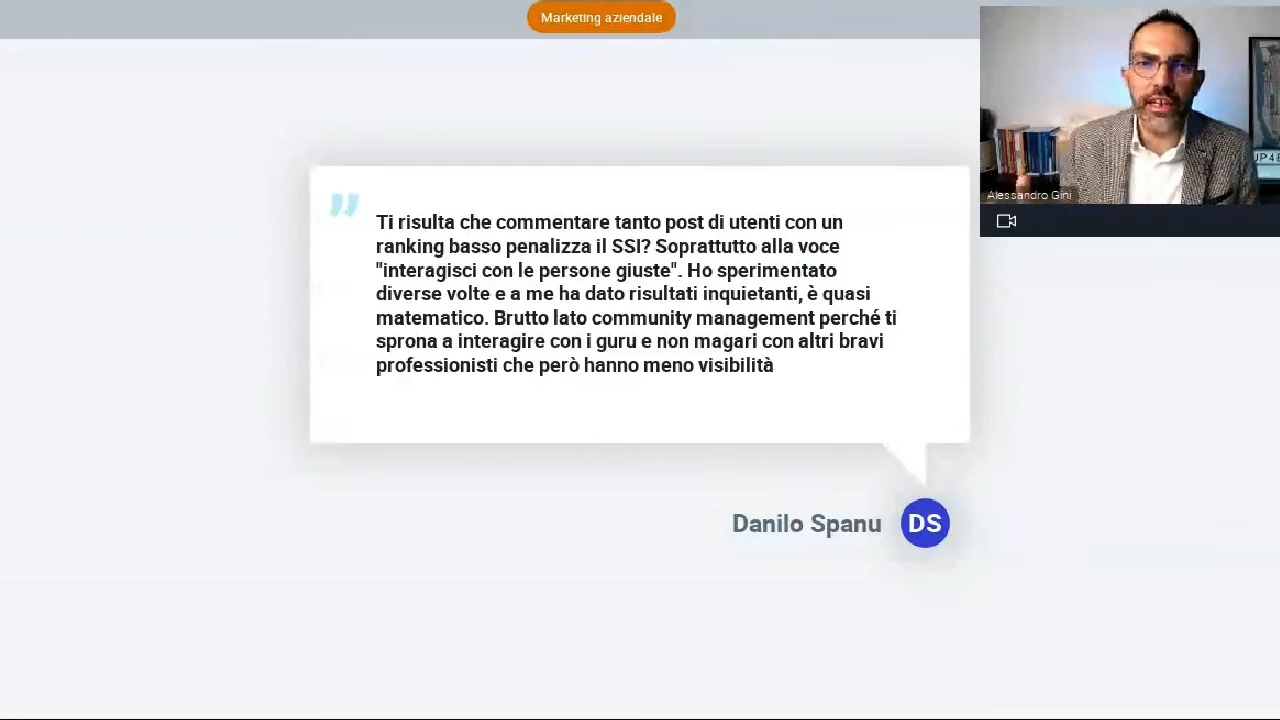 Marketing aziendale
Alessandro Gini
UP4B
Ti risulta che commentare tanto post di utenti con un
ranking basso penalizza il SSI? Soprattutto alla voce
"interagisci con le persone giuste". Ho sperimentato
diverse volte e a me ha dato risultati inquietanti, è quasi
matematico. Brutto lato community management perché ti
sprona a interagire con i guru e non magari con altri bravi
professionisti che però hanno meno visibilità
Danilo Spanu
DS